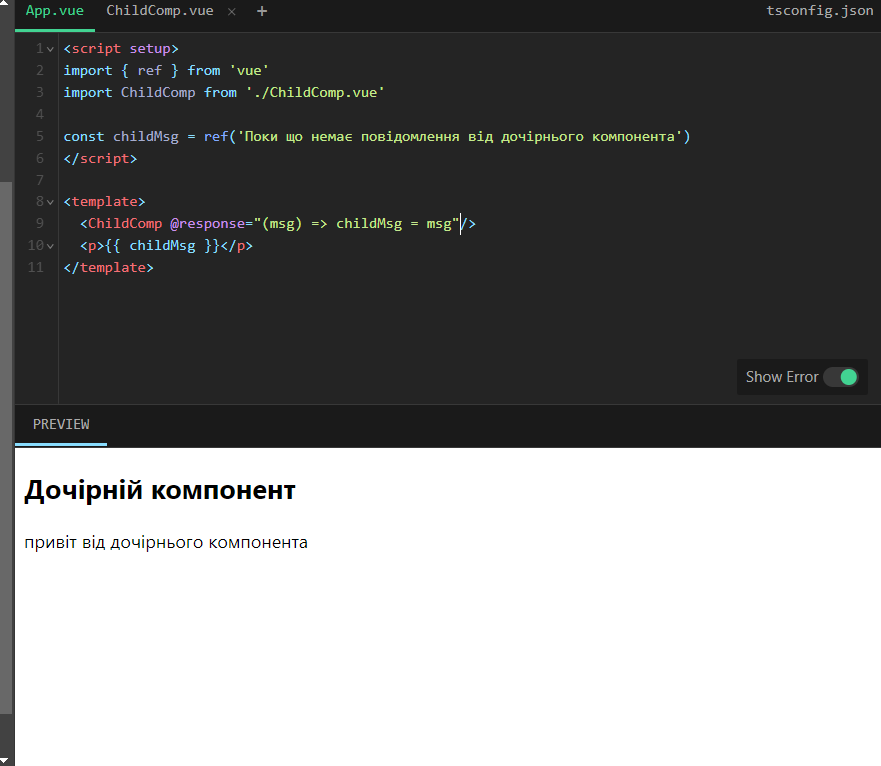 App.vue ChildComp.vue × + tsconfig.json
1 <script setup>
2 import { ref } from 'vue'
3 import ChildComp from './ChildComp.vue'
4
5 const childMsg = ref('Поки що немає повідомлення від дочірнього компонента')
6 </script>
7
8 <template>
9   <ChildComp @response="(msg) => childMsg = msg"/>
10   <p>{{ childMsg }}</p>
11 </template>
Show Error
PREVIEW
Дочірній компонент
привіт від дочірнього компонента